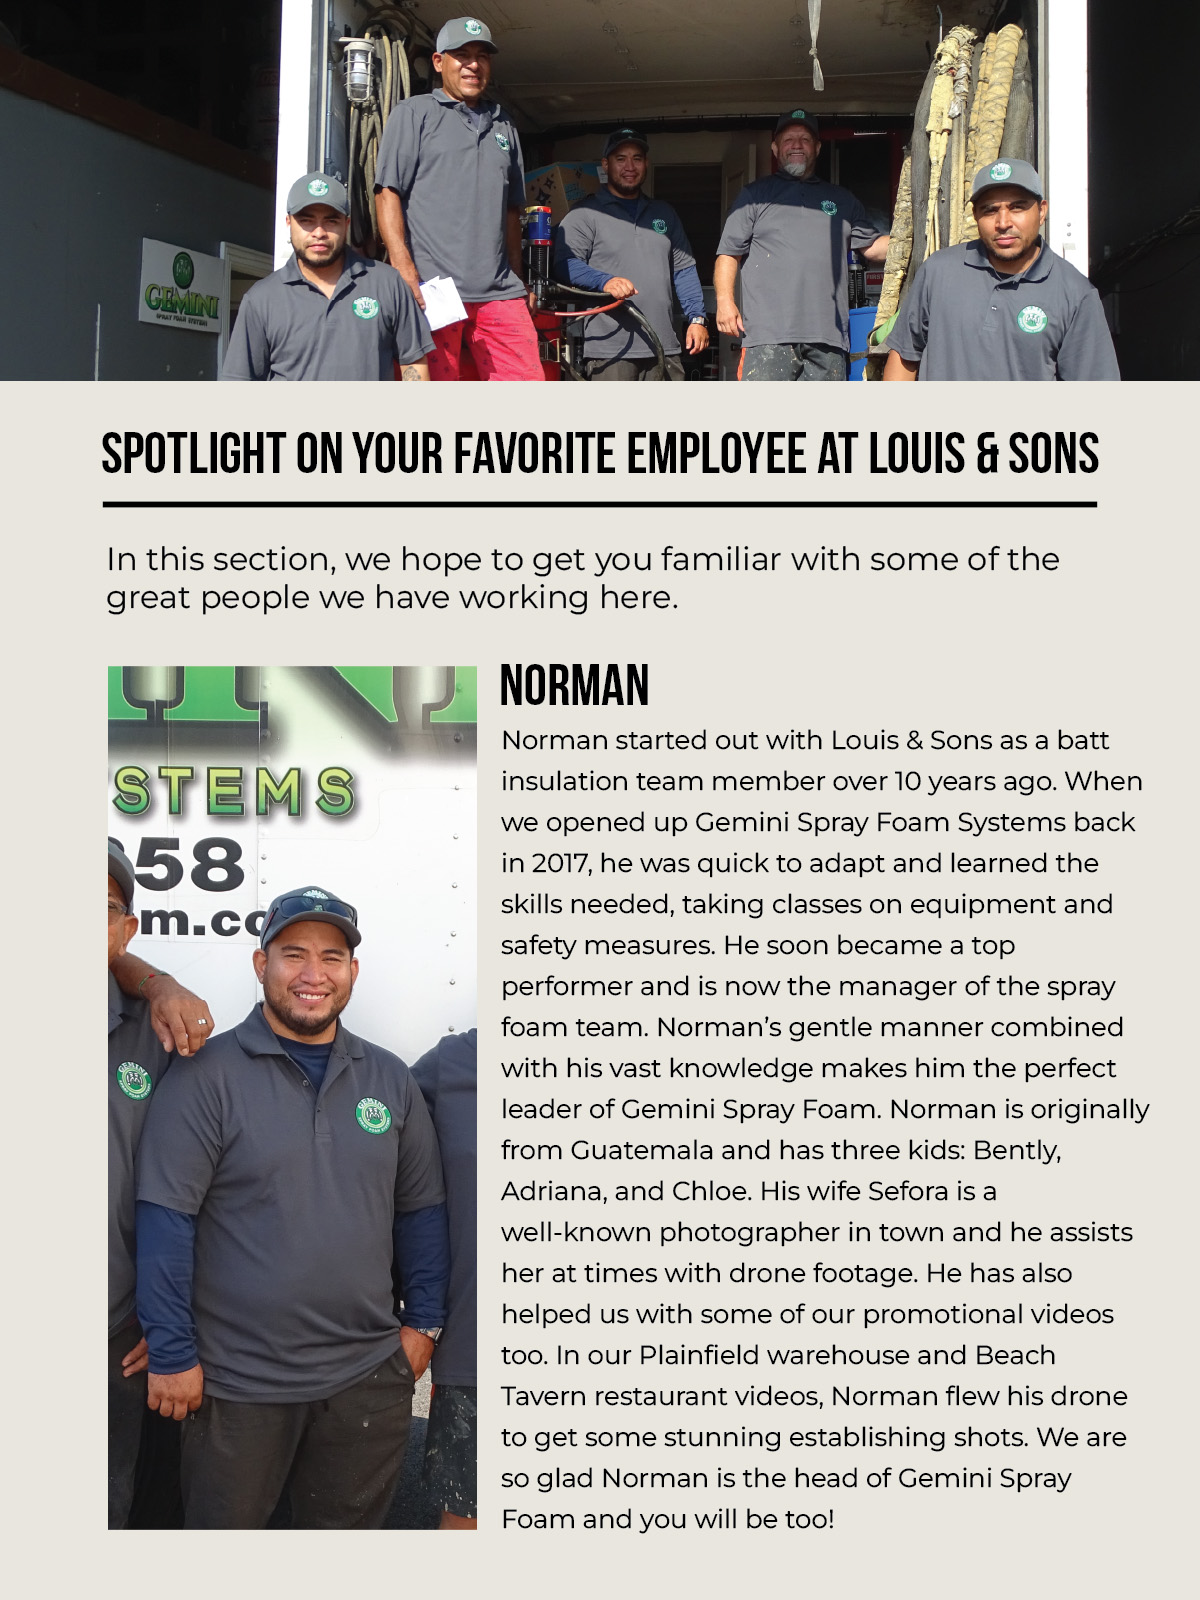 GEMINI
SPRAY FOAM SYSTEMS
SPOTLIGHT ON YOUR FAVORITE EMPLOYEE AT LOUIS & SONS
In this section, we hope to get you familiar with some of the
great people we have working here.
STEMS
58
m.co
GEMINI
GEMINI
NORMAN
Norman started out with Louis & Sons as a batt
insulation team member over 10 years ago. When
we opened up Gemini Spray Foam Systems back
in 2017, he was quick to adapt and learned the
skills needed, taking classes on equipment and
safety measures. He soon became a top
performer and is now the manager of the spray
foam team. Norman’s gentle manner combined
with his vast knowledge makes him the perfect
leader of Gemini Spray Foam. Norman is originally
from Guatemala and has three kids: Bently,
Adriana, and Chloe. His wife Sefora is a
well-known photographer in town and he assists
her at times with drone footage. He has also
helped us with some of our promotional videos
too. In our Plainfield warehouse and Beach
Tavern restaurant videos, Norman flew his drone
to get some stunning establishing shots. We are
so glad Norman is the head of Gemini Spray
Foam and you will be too!